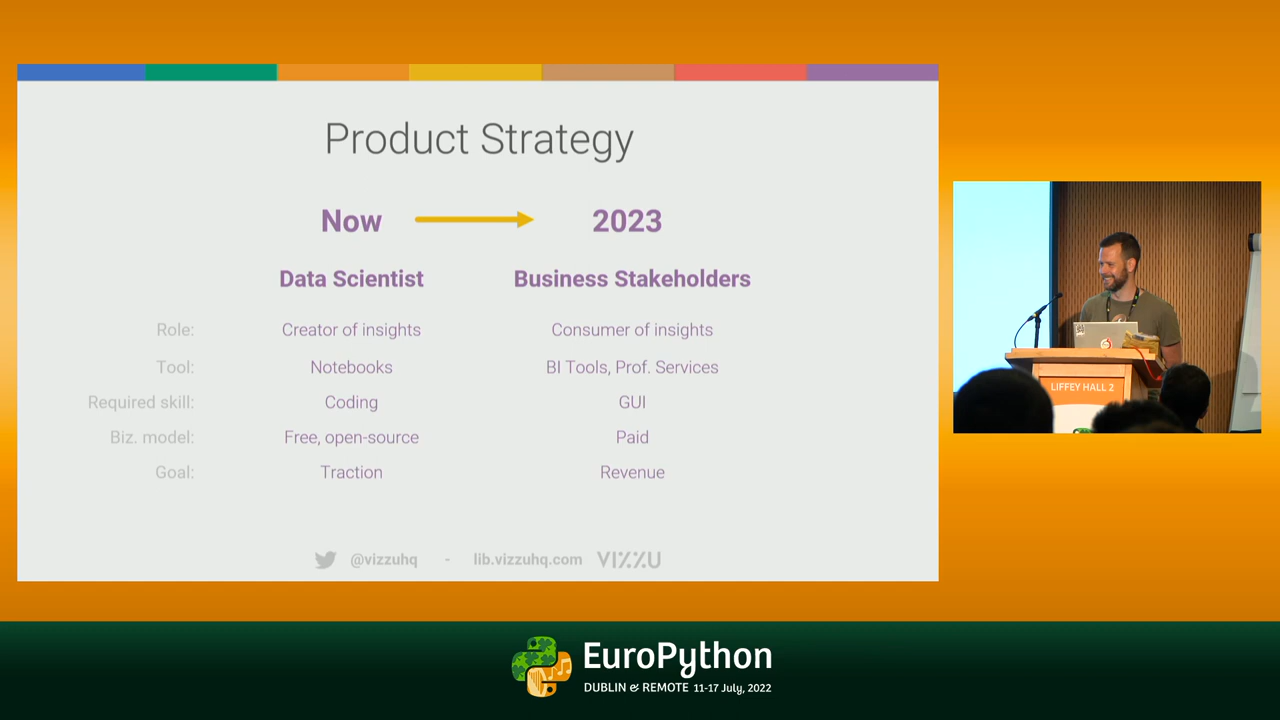 Product Strategy
Now 2023
Data Scientist Business Stakeholders
Role: Creator of insights Consumer of insights
Tool: Notebooks BI Tools, Prof. Services
Required skill: Coding GUI
Biz. model: Free, open-source Paid
Goal: Traction Revenue
@vizzuhq - lib.vizzuhq.com VIZZU
LIFFEY HALL 2
EuroPython
DUBLIN & REMOTE 11-17 July, 2022